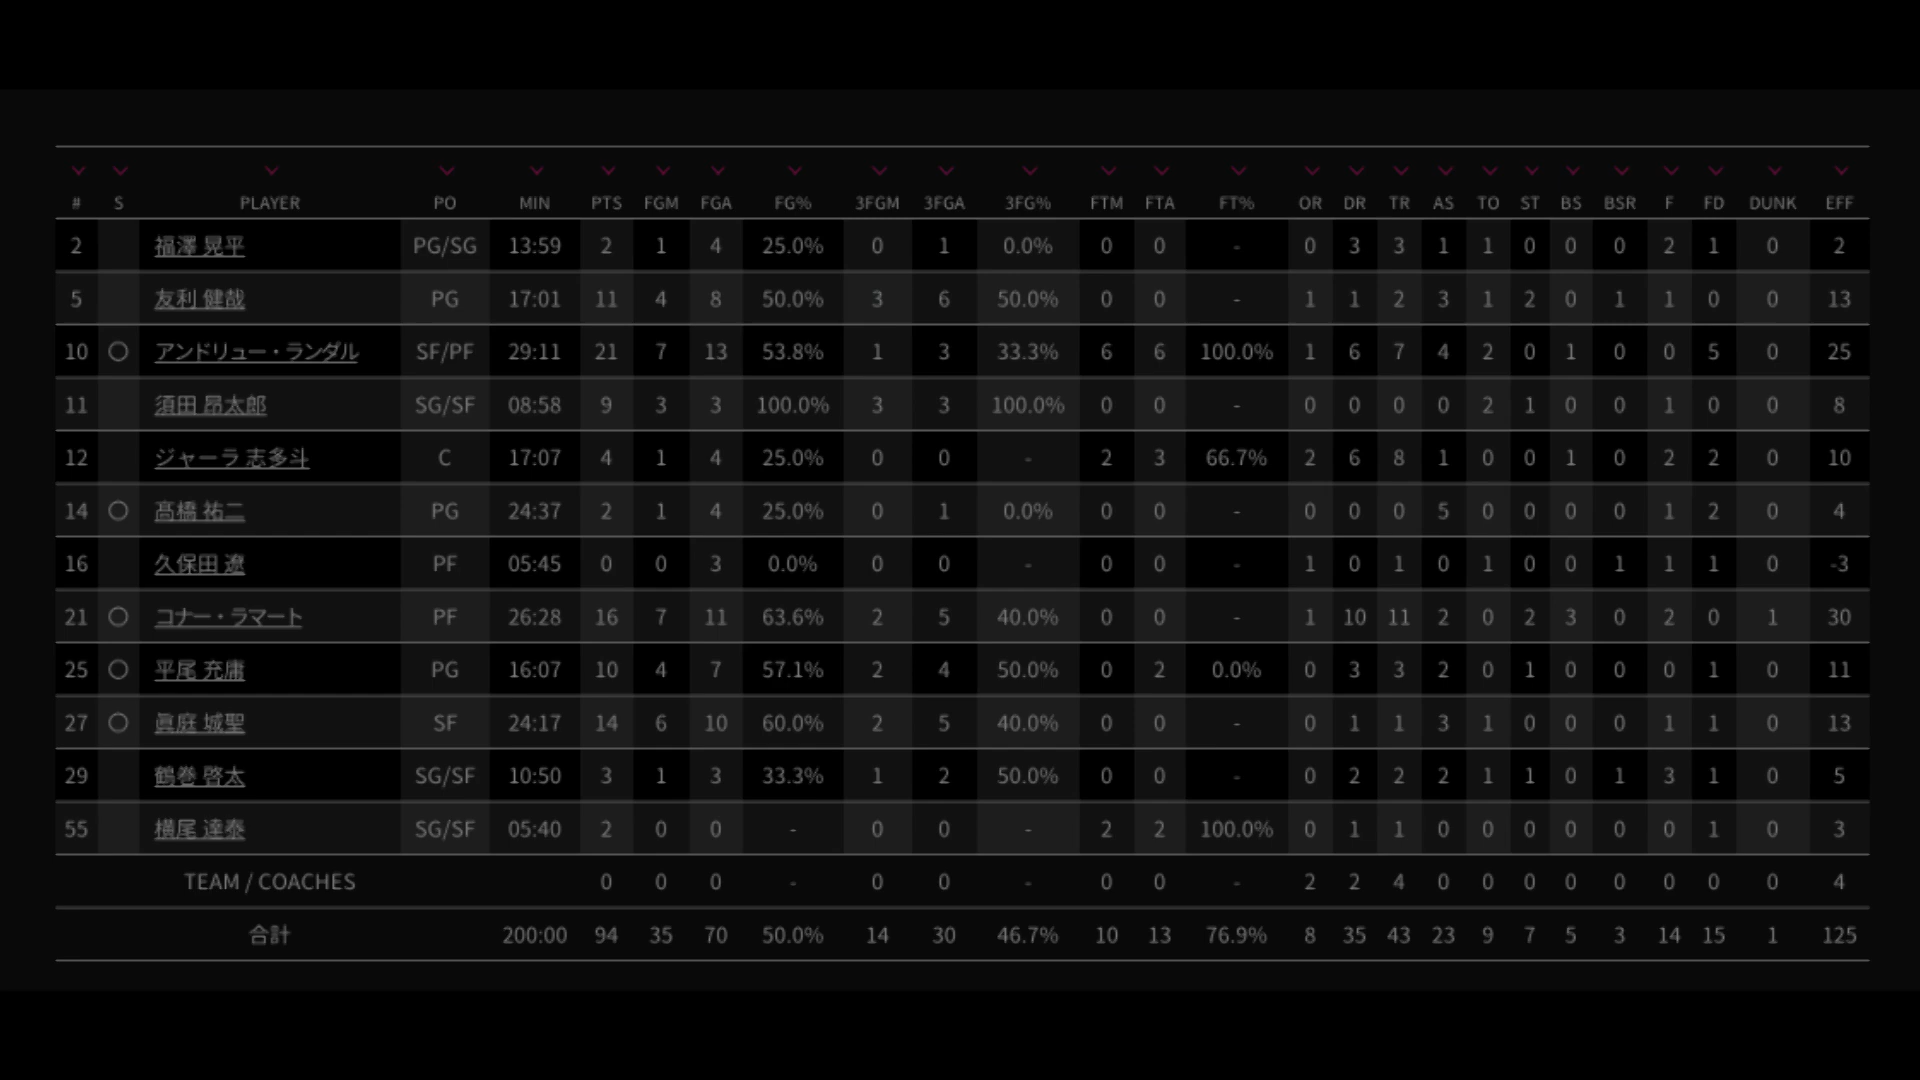 # S PLAYER PO MIN PTS FGM FGA FG% 3FGM 3FGA 3FG% FTM FTA FT% OR DR TR AS TO ST BS BSR F FD DUNK EFF
2 福澤 晃平 PG/SG 13:59 2 1 4 25.0% 0 1 0.0% 0 0 - 0 3 3 1 1 0 0 0 2 1 0 2
5 友利 健哉 PG 17:01 11 4 8 50.0% 3 6 50.0% 0 0 - 1 1 2 3 1 2 0 1 1 0 0 13
10 ○ アンドリュー・ランダル SF/PF 29:11 21 7 13 53.8% 1 3 33.3% 6 6 100.0% 1 6 7 4 2 0 1 0 0 5 0 25
11 須田 昂太郎 SG/SF 08:58 9 3 3 100.0% 3 3 100.0% 0 0 - 0 0 0 0 2 1 0 0 1 0 0 8
12 ジャーラ 志多斗 C 17:07 4 1 4 25.0% 0 0 - 2 3 66.7% 2 6 8 1 0 0 1 0 2 2 0 10
14 ○ 髙橋 祐二 PG 24:37 2 1 4 25.0% 0 1 0.0% 0 0 - 0 0 0 5 0 0 0 0 1 2 0 4
16 久保田 遼 PF 05:45 0 0 3 0.0% 0 0 - 0 0 - 1 0 1 0 1 0 0 1 1 1 0 -3
21 ○ コナー・ラマート PF 26:28 16 7 11 63.6% 2 5 40.0% 0 0 - 1 10 11 2 0 2 3 0 2 0 1 30
25 ○ 平尾 充庸 PG 16:07 10 4 7 57.1% 2 4 50.0% 0 2 0.0% 0 3 3 2 0 1 0 0 0 1 0 11
27 ○ 眞庭 城聖 SF 24:17 14 6 10 60.0% 2 5 40.0% 0 0 - 0 1 1 3 1 0 0 0 1 1 0 13
29 鶴巻 啓太 SG/SF 10:50 3 1 3 33.3% 1 2 50.0% 0 0 - 0 2 2 2 1 1 0 1 3 1 0 5
55 横尾 達泰 SG/SF 05:40 2 0 0 - 0 0 - 2 2 100.0% 0 1 1 0 0 0 0 0 0 1 0 3
TEAM / COACHES 0 0 0 - 0 0 - 0 0 - 2 2 4 0 0 0 0 0 0 0 0 4
合計 200:00 94 35 70 50.0% 14 30 46.7% 10 13 76.9% 8 35 43 23 9 7 5 3 14 15 1 125